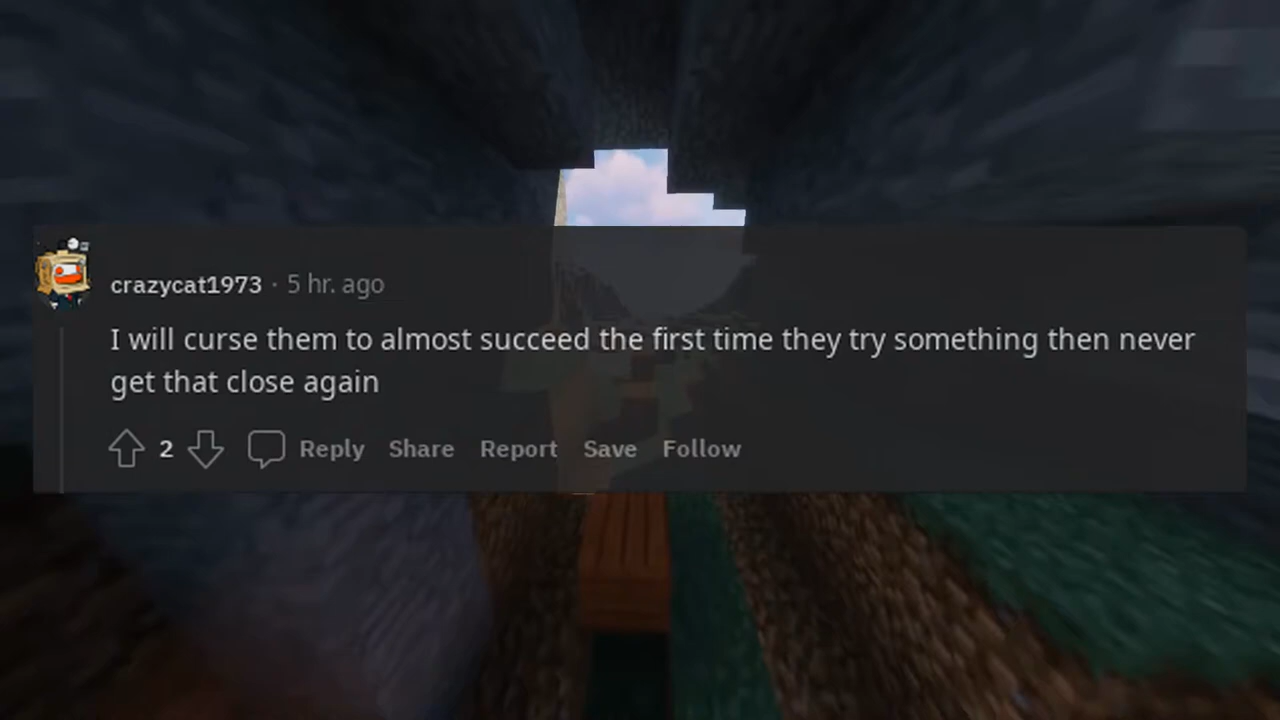 crazycat1973 · 5 hr. ago
I will curse them to almost succeed the first time they try something then never
get that close again
2 Reply Share Report Save Follow